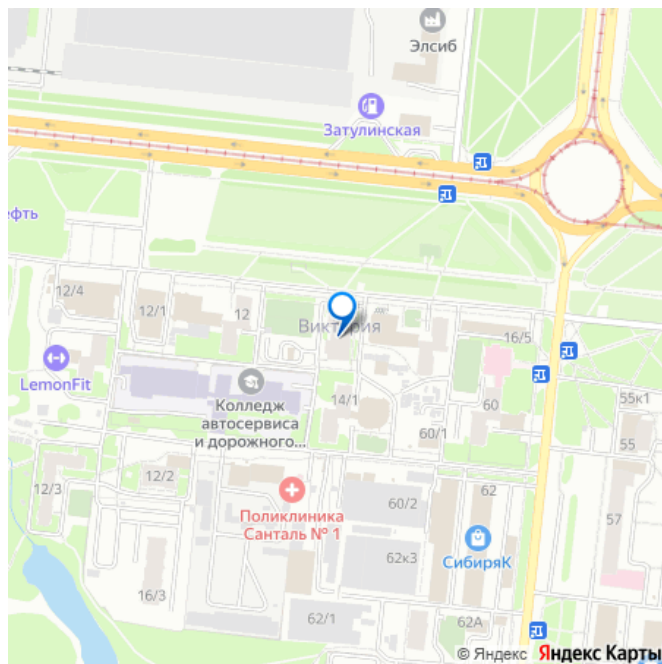 Элсиб
Затулинская
ефть
12/4
12/1
12
Виктория
16/5
LemonFit
Колледж
автосервиса
и дорожного...
14/1
60
60/1
55к1
55
12/3
12/2
Поликлиника
Санталь № 1
60/2
62
57
СибиряК
62к3
16/3
62/1
62А
© Яндекс Яндекс Карты